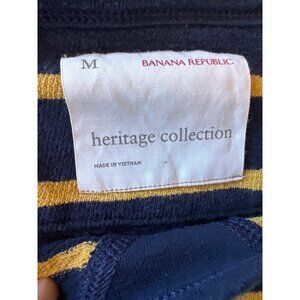 M BANANA REPUBLIC
heritage collection
MADE IN VIETNAM